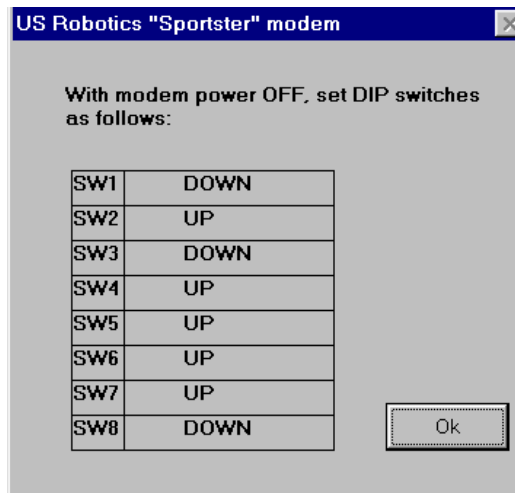 US Robotics "Sportster" modem
With modem power OFF, set DIP switches
as follows:
SW1 DOWN
SW2 UP
SW3 DOWN
SW4 UP
SW5 UP
SW6 UP
SW7 UP
SW8 DOWN
Ok